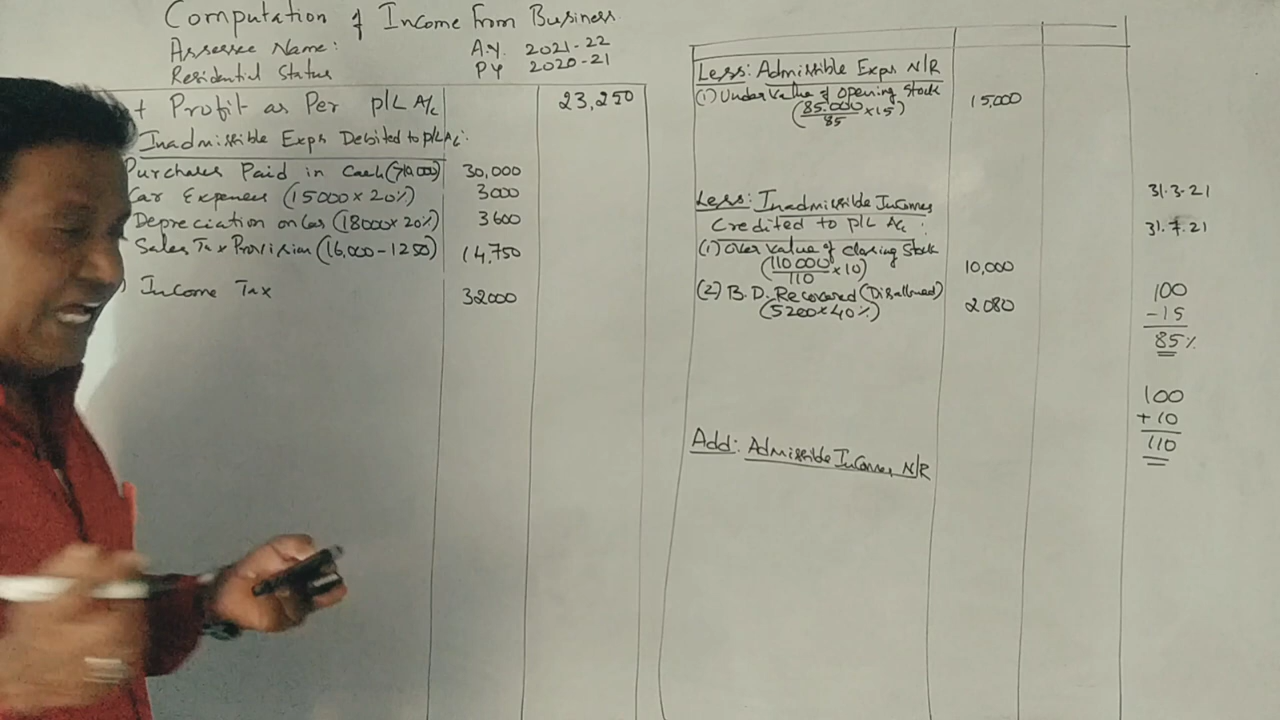 Computation of Income From Business
Assessee Name: A.Y. 2021-22
Residential Status P.Y 2020-21
t Profit as Per P/L A/c 23,250
Inadmissible Exps Debited to P/L A/c:
Purchases Paid in Cash (>10,000) 30,000
Car Expenses (15000×20%) 3000
Depreciation on Car (18000×20%) 3600
Sales Tax Provision (16,000-1250) 14,750
) Income Tax 32000
Less: Admissible Exps N/R
(1) Under Value of Opening Stock
(85,000/85 ×15) 15,000
Less: Inadmissible Incomes
Credited to P/L A/c:
(1) Over Value of Closing Stock
(110000/110 ×10) 10,000
(2) B.D. Recovered (Disallowed)
(5200×40%) 2080
Add: Admissible Incomes N/R
31.3.21
31.7.21
100
-15
85%
100
+10
110